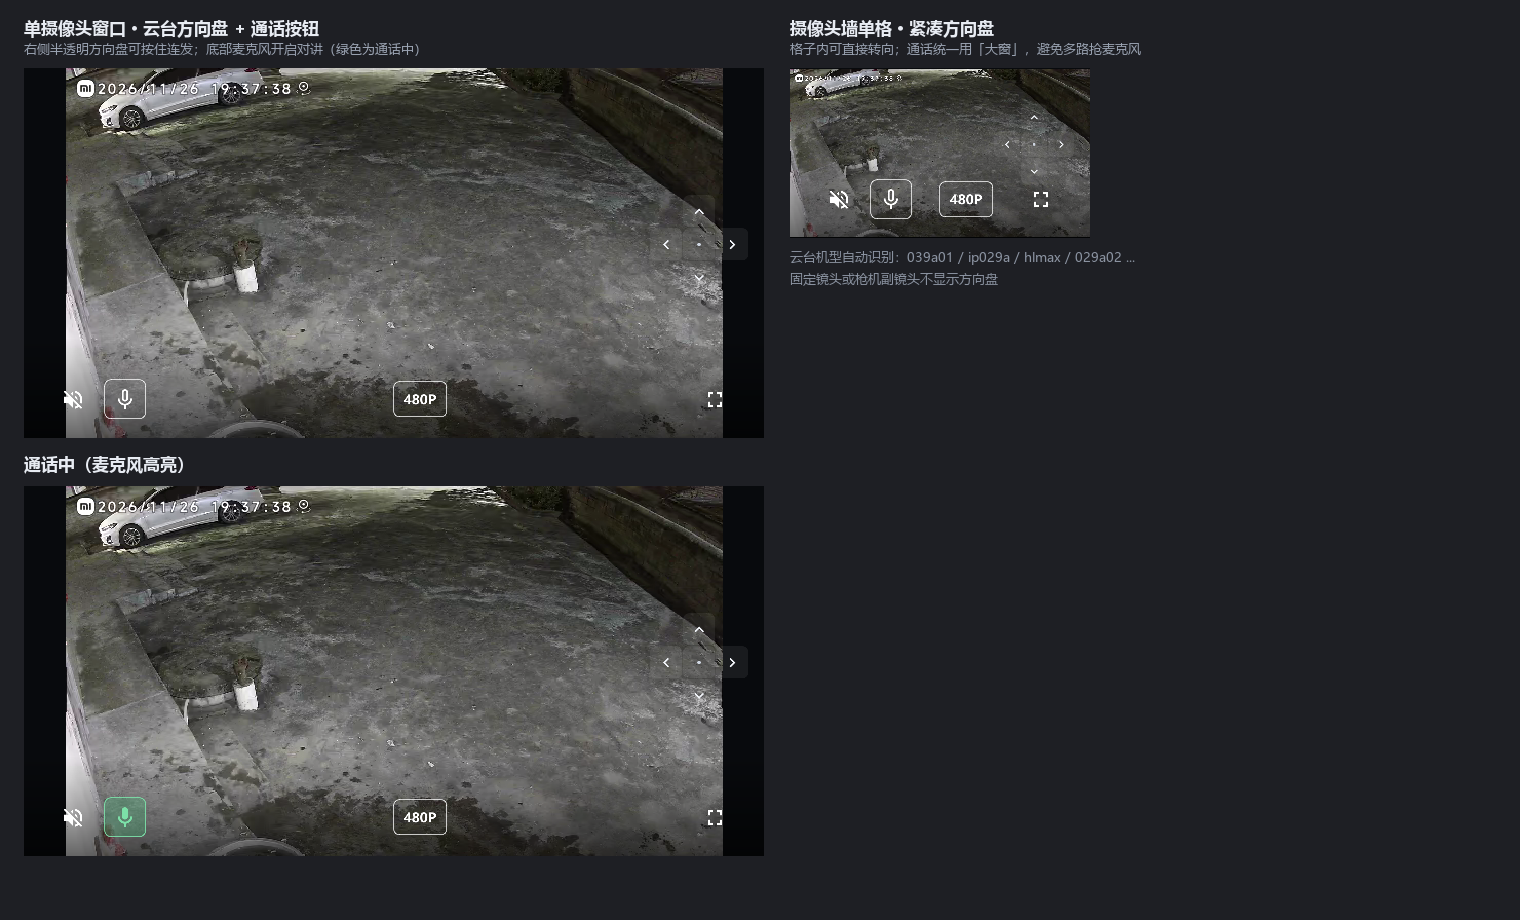 单摄像头窗口 · 云台方向盘 + 通话按钮
右侧半透明方向盘可按住连发；底部麦克风开启对讲（绿色为通话中）
mi 2026/11/26 19:37:38
480P
通话中（麦克风高亮）
mi 2026/11/26 19:37:38
480P
摄像头墙单格 · 紧凑方向盘
格子内可直接转向；通话统一用「大窗」，避免多路抢麦克风
480P
云台机型自动识别：039a01 / ip029a / hlmax / 029a02 ...
固定镜头或枪机副镜头不显示方向盘